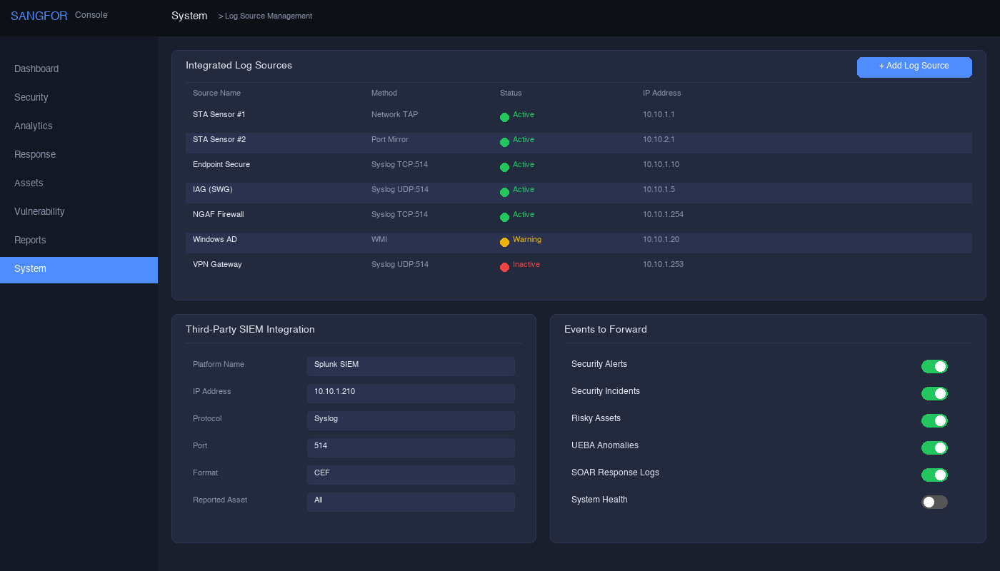 SANGFOR Console
System > Log Source Management
Dashboard
Security
Analytics
Response
Assets
Vulnerability
Reports
System
Integrated Log Sources
+ Add Log Source
Source Name Method Status IP Address
STA Sensor #1 Network TAP Active 10.10.1.1
STA Sensor #2 Port Mirror Active 10.10.2.1
Endpoint Secure Syslog TCP:514 Active 10.10.1.10
IAG (SWG) Syslog UDP:514 Active 10.10.1.5
NGAF Firewall Syslog TCP:514 Active 10.10.1.254
Windows AD WMI Warning 10.10.1.20
VPN Gateway Syslog UDP:514 Inactive 10.10.1.253
Third-Party SIEM Integration
Platform Name Splunk SIEM
IP Address 10.10.1.210
Protocol Syslog
Port 514
Format CEF
Reported Asset All
Events to Forward
Security Alerts
Security Incidents
Risky Assets
UEBA Anomalies
SOAR Response Logs
System Health